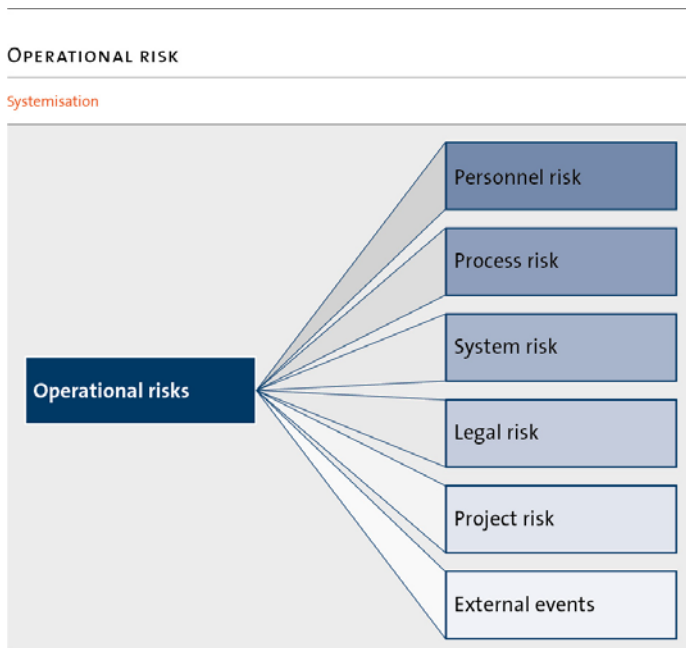 OPERATIONAL RISK
Systemisation
Personnel risk
Process risk
System risk
Operational risks
Legal risk
Project risk
External events